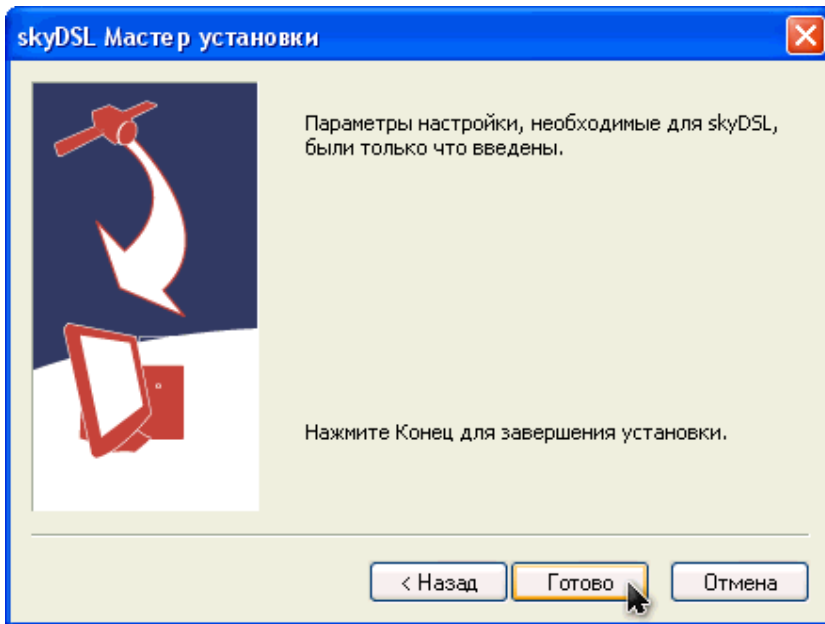 skyDSL Мастер установки
Параметры настройки, необходимые для skyDSL,
были только что введены.
Нажмите Конец для завершения установки.
< Назад
Готово
Отмена